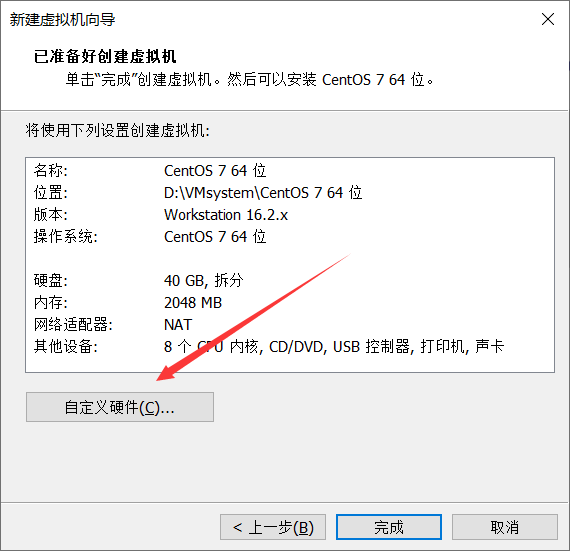 新建虚拟机向导
已准备好创建虚拟机
单击“完成”创建虚拟机。然后可以安装 CentOS 7 64 位。
将使用下列设置创建虚拟机:
名称: CentOS 7 64 位
位置: D:\VMsystem\CentOS 7 64 位
版本: Workstation 16.2.x
操作系统: CentOS 7 64 位
硬盘: 40 GB, 拆分
内存: 2048 MB
网络适配器: NAT
其他设备: 8 个 CPU 内核, CD/DVD, USB 控制器, 打印机, 声卡
自定义硬件(C)...
< 上一步(B) 完成 取消